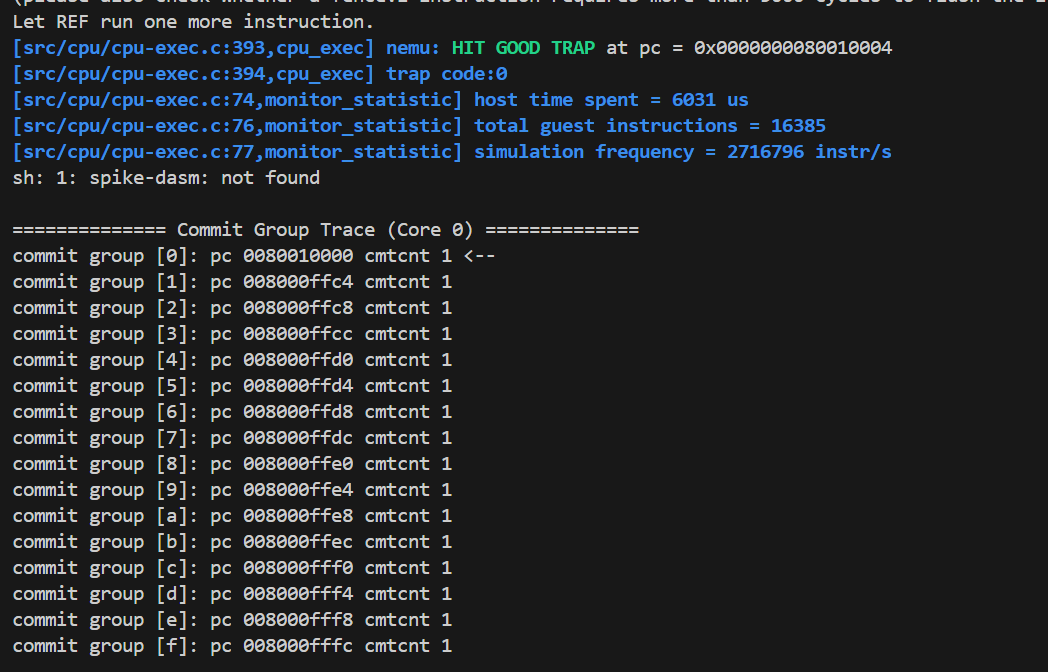 Let REF run one more instruction.
[src/cpu/cpu-exec.c:393,cpu_exec] nemu: HIT GOOD TRAP at pc = 0x0000000080010004
[src/cpu/cpu-exec.c:394,cpu_exec] trap code:0
[src/cpu/cpu-exec.c:74,monitor_statistic] host time spent = 6031 us
[src/cpu/cpu-exec.c:76,monitor_statistic] total guest instructions = 16385
[src/cpu/cpu-exec.c:77,monitor_statistic] simulation frequency = 2716796 instr/s
sh: 1: spike-dasm: not found
============== Commit Group Trace (Core 0) ==============
commit group [0]: pc 0080010000 cmtcnt 1 <--
commit group [1]: pc 008000ffc4 cmtcnt 1
commit group [2]: pc 008000ffc8 cmtcnt 1
commit group [3]: pc 008000ffcc cmtcnt 1
commit group [4]: pc 008000ffd0 cmtcnt 1
commit group [5]: pc 008000ffd4 cmtcnt 1
commit group [6]: pc 008000ffd8 cmtcnt 1
commit group [7]: pc 008000ffdc cmtcnt 1
commit group [8]: pc 008000ffe0 cmtcnt 1
commit group [9]: pc 008000ffe4 cmtcnt 1
commit group [a]: pc 008000ffe8 cmtcnt 1
commit group [b]: pc 008000ffec cmtcnt 1
commit group [c]: pc 008000fff0 cmtcnt 1
commit group [d]: pc 008000fff4 cmtcnt 1
commit group [e]: pc 008000fff8 cmtcnt 1
commit group [f]: pc 008000fffc cmtcnt 1